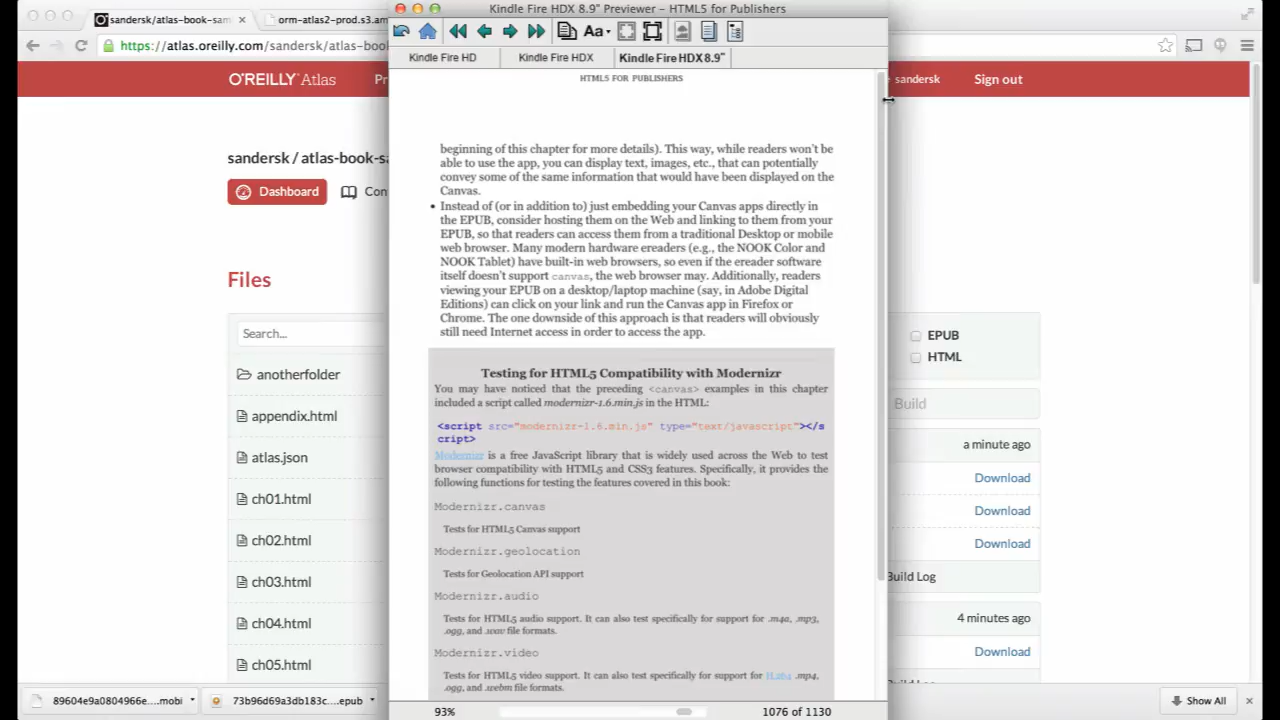 Kindle Fire HDX 8.9" Previewer – HTML5 for Publishers
sandersk/atlas-book-sam
orm-atlas2-prod.s3.am
Aa
https://atlas.oreilly.com/sandersk/atlas-book
Kindle Fire HD
Kindle Fire HDX
Kindle Fire HDX 8.9"
O'REILLY Atlas
sandersk
Sign out
HTML5 FOR PUBLISHERS
beginning of this chapter for more details). This way, while readers won't be
able to use the app, you can display text, images, etc., that can potentially
convey some of the same information that would have been displayed on the
Canvas.
• Instead of (or in addition to) just embedding your Canvas apps directly in
the EPUB, consider hosting them on the Web and linking to them from your
EPUB, so that readers can access them from a traditional Desktop or mobile
web browser. Many modern hardware ereaders (e.g., the NOOK Color and
NOOK Tablet) have built-in web browsers, so even if the ereader software
itself doesn't support canvas, the web browser may. Additionally, readers
viewing your EPUB on a desktop/laptop machine (say, in Adobe Digital
Editions) can click on your link and run the Canvas app in Firefox or
Chrome. The one downside of this approach is that readers will obviously
still need Internet access in order to access the app.
Testing for HTML5 Compatibility with Modernizr
You may have noticed that the preceding <canvas> examples in this chapter
included a script called modernizr-1.6.min.js in the HTML:
<script src="modernizr-1.6.min.js" type="text/javascript"></s
cript>
Modernizr is a free JavaScript library that is widely used across the Web to test
browser compatibility with HTML5 and CSS3 features. Specifically, it provides the
following functions for testing the features covered in this book:
Modernizr.canvas
Tests for HTML5 Canvas support
Modernizr.geolocation
Tests for Geolocation API support
Modernizr.audio
Tests for HTML5 audio support. It can also test specifically for support for .m4a, .mp3,
.ogg, and .wav file formats.
Modernizr.video
Tests for HTML5 video support. It can also test specifically for support for H.264 .mp4,
.ogg, and .webm file formats.
93%
1076 of 1130
sandersk / atlas-book-sa
Dashboard
Con
Files
Search...
anotherfolder
appendix.html
atlas.json
ch01.html
ch02.html
ch03.html
ch04.html
ch05.html
EPUB
HTML
Build
a minute ago
Download
Download
Download
Build Log
4 minutes ago
Download
89604e9a0804966e....mobi
73b96d69a3db183c....epub
Show All